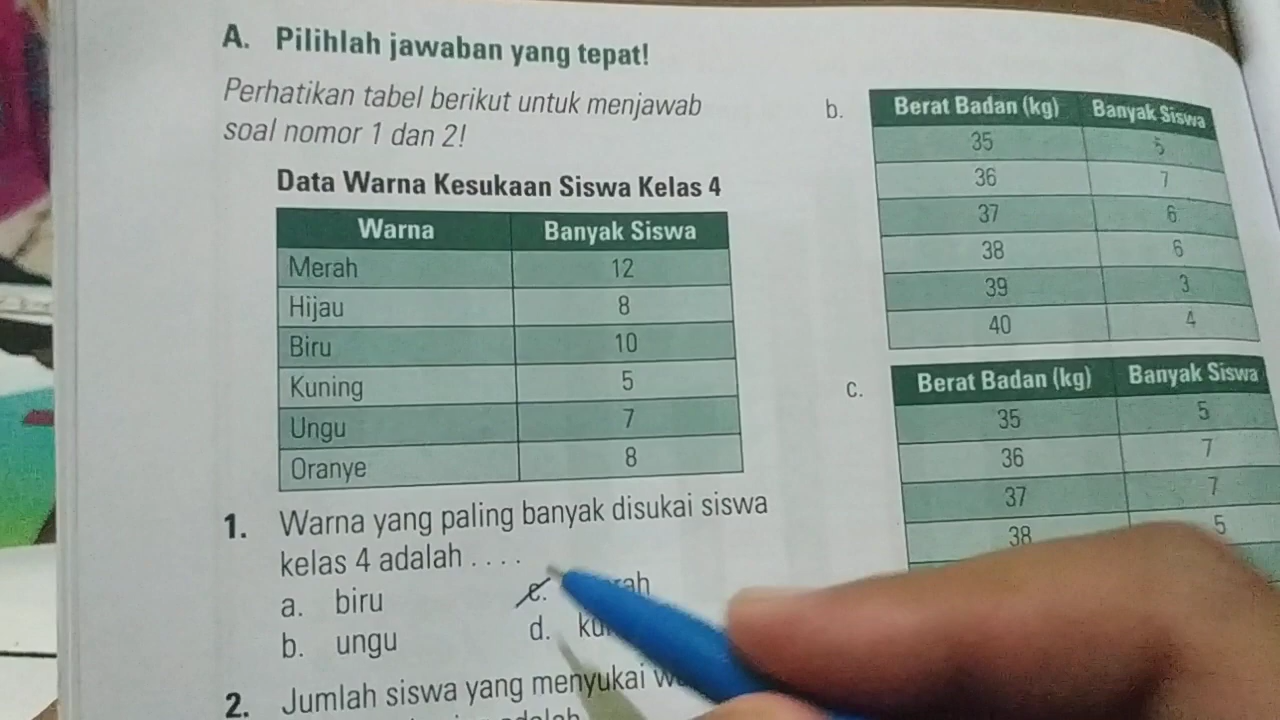 A. Pilihlah jawaban yang tepat!
Perhatikan tabel berikut untuk menjawab
soal nomor 1 dan 2!
Data Warna Kesukaan Siswa Kelas 4
Warna Banyak Siswa
Merah 12
Hijau 8
Biru 10
Kuning 5
Ungu 7
Oranye 8
1. Warna yang paling banyak disukai siswa
kelas 4 adalah . . . .
a. biru
b. ungu
c.
d.
2. Jumlah siswa yang menyukai
b.
Berat Badan (kg) Banyak Siswa
35 5
36 7
37 6
38 6
39 3
40 4
c.
Berat Badan (kg) Banyak Siswa
35 5
36 7
37 7
38 5